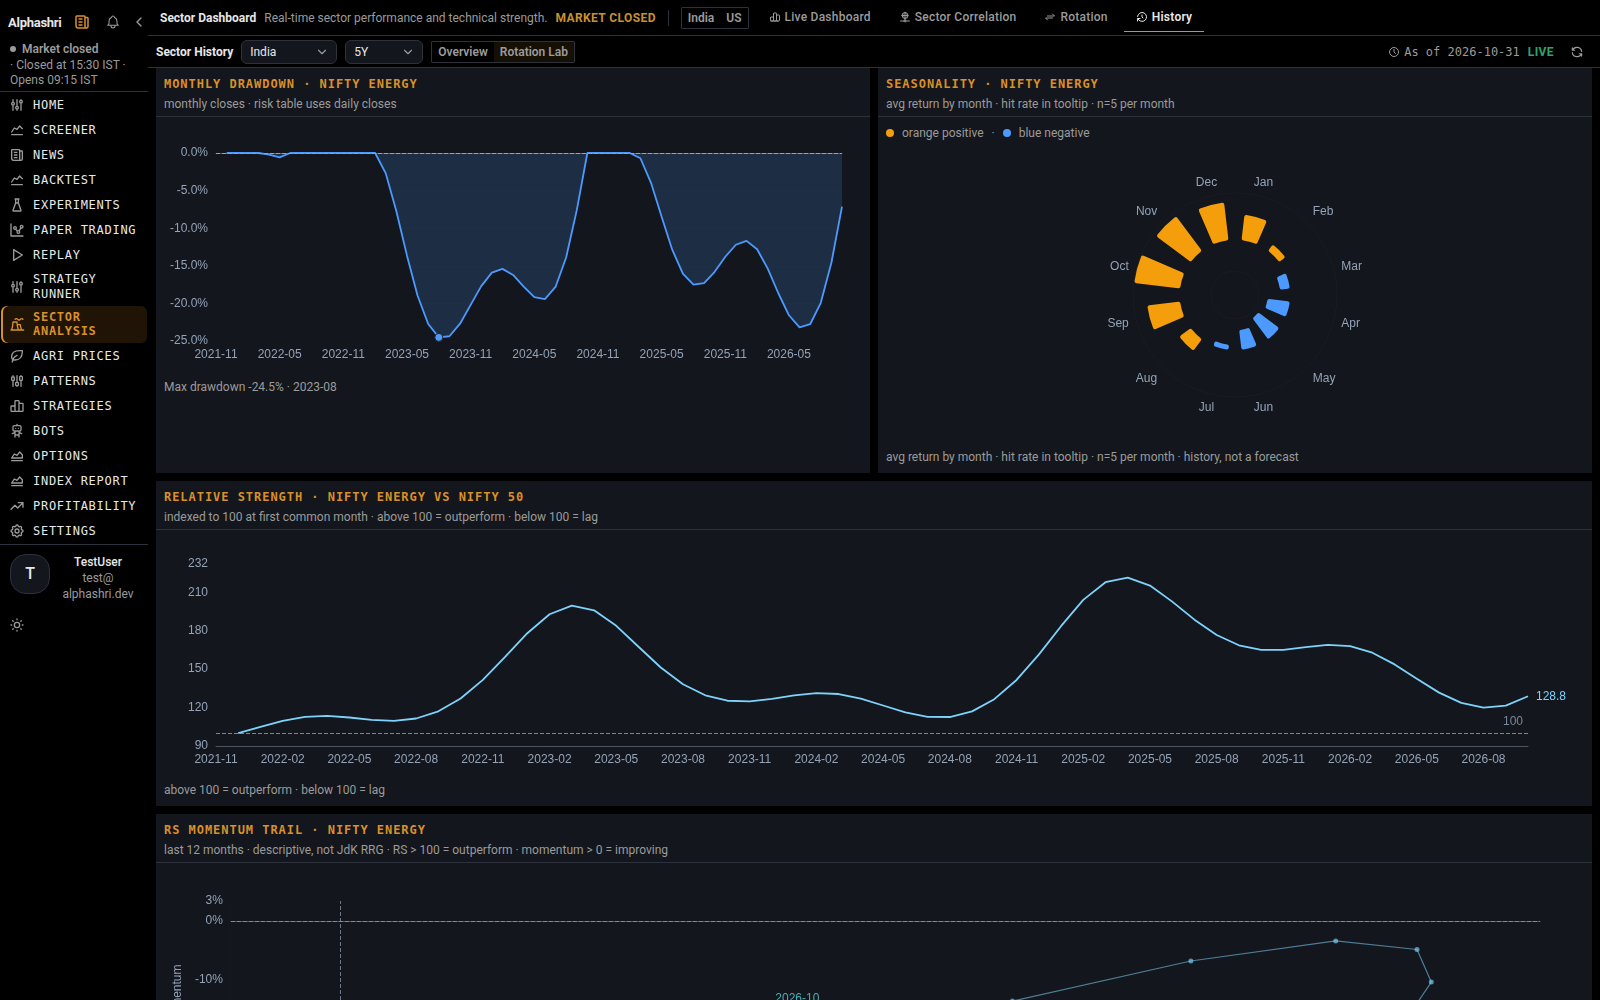 Alphashri
Market closed
· Closed at 15:30 IST ·
Opens 09:15 IST
HOME
SCREENER
NEWS
BACKTEST
EXPERIMENTS
PAPER TRADING
REPLAY
STRATEGY
RUNNER
SECTOR
ANALYSIS
AGRI PRICES
PATTERNS
STRATEGIES
BOTS
OPTIONS
INDEX REPORT
PROFITABILITY
SETTINGS
T
TestUser
test@
alphashri.dev
Sector Dashboard Real-time sector performance and technical strength. MARKET CLOSED India US Live Dashboard Sector Correlation Rotation History
Sector History India 5Y Overview Rotation Lab As of 2026-10-31 LIVE
MONTHLY DRAWDOWN · NIFTY ENERGY
monthly closes · risk table uses daily closes
0.0%
-5.0%
-10.0%
-15.0%
-20.0%
-25.0%
2021-11 2022-05 2022-11 2023-05 2023-11 2024-05 2024-11 2025-05 2025-11 2026-05
Max drawdown -24.5% · 2023-08
SEASONALITY · NIFTY ENERGY
avg return by month · hit rate in tooltip · n=5 per month
orange positive · blue negative
Dec Jan
Nov Feb
Oct Mar
Sep Apr
Aug May
Jul Jun
avg return by month · hit rate in tooltip · n=5 per month · history, not a forecast
RELATIVE STRENGTH · NIFTY ENERGY VS NIFTY 50
indexed to 100 at first common month · above 100 = outperform · below 100 = lag
232
210
180
150
120
90
128.8
100
2021-11 2022-02 2022-05 2022-08 2022-11 2023-02 2023-05 2023-08 2023-11 2024-02 2024-05 2024-08 2024-11 2025-02 2025-05 2025-08 2025-11 2026-02 2026-05 2026-08
above 100 = outperform · below 100 = lag
RS MOMENTUM TRAIL · NIFTY ENERGY
last 12 months · descriptive, not JdK RRG · RS > 100 = outperform · momentum > 0 = improving
3%
0%
-10%
2026-10